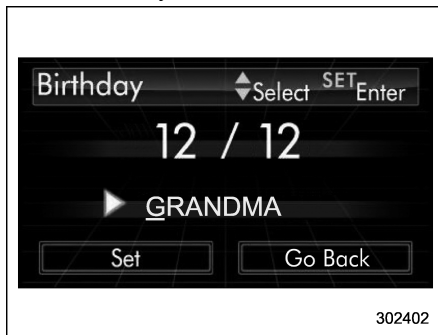 Birthday Select SET Enter
12 / 12
GRANDMA
Set Go Back
302402